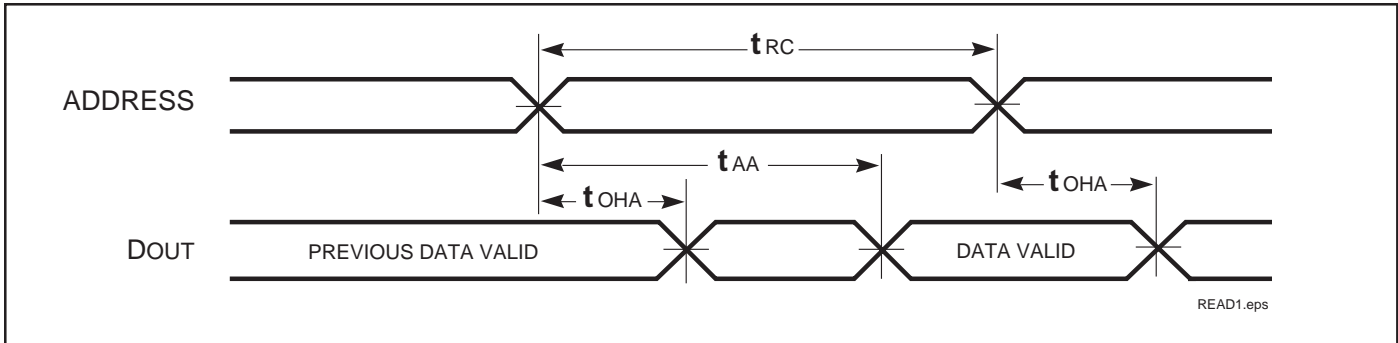 tRC
ADDRESS
tAA
tOHA
tOHA
DOUT
PREVIOUS DATA VALID
DATA VALID
READ1.eps